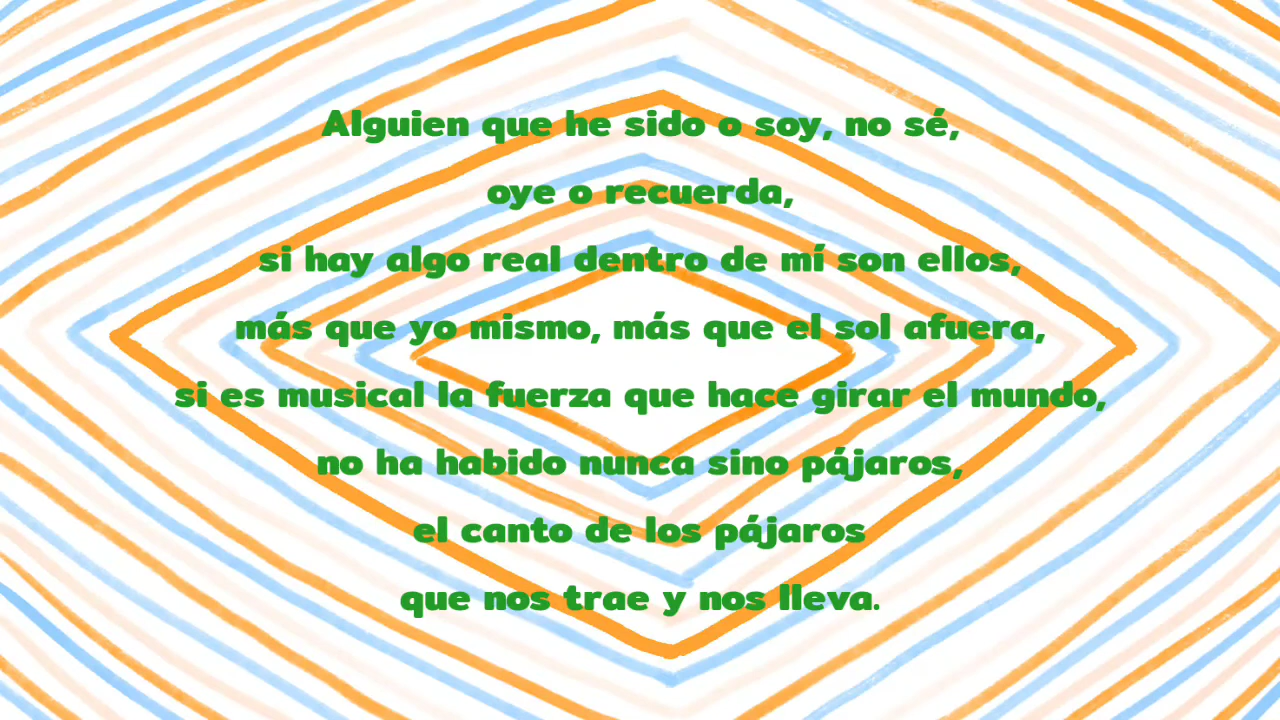 Alguien que he sido o soy, no sé,
oye o recuerda,
si hay algo real dentro de mí son ellos,
más que yo mismo, más que el sol afuera,
si es musical la fuerza que hace girar el mundo,
no ha habido nunca sino pájaros,
el canto de los pájaros
que nos trae y nos lleva.